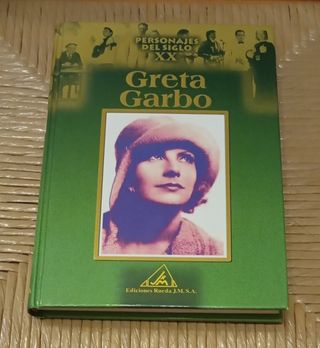 PERSONAJES
DEL SIGLO
XX
Greta
Garbo
Ediciones Rueda J.M. S.A.